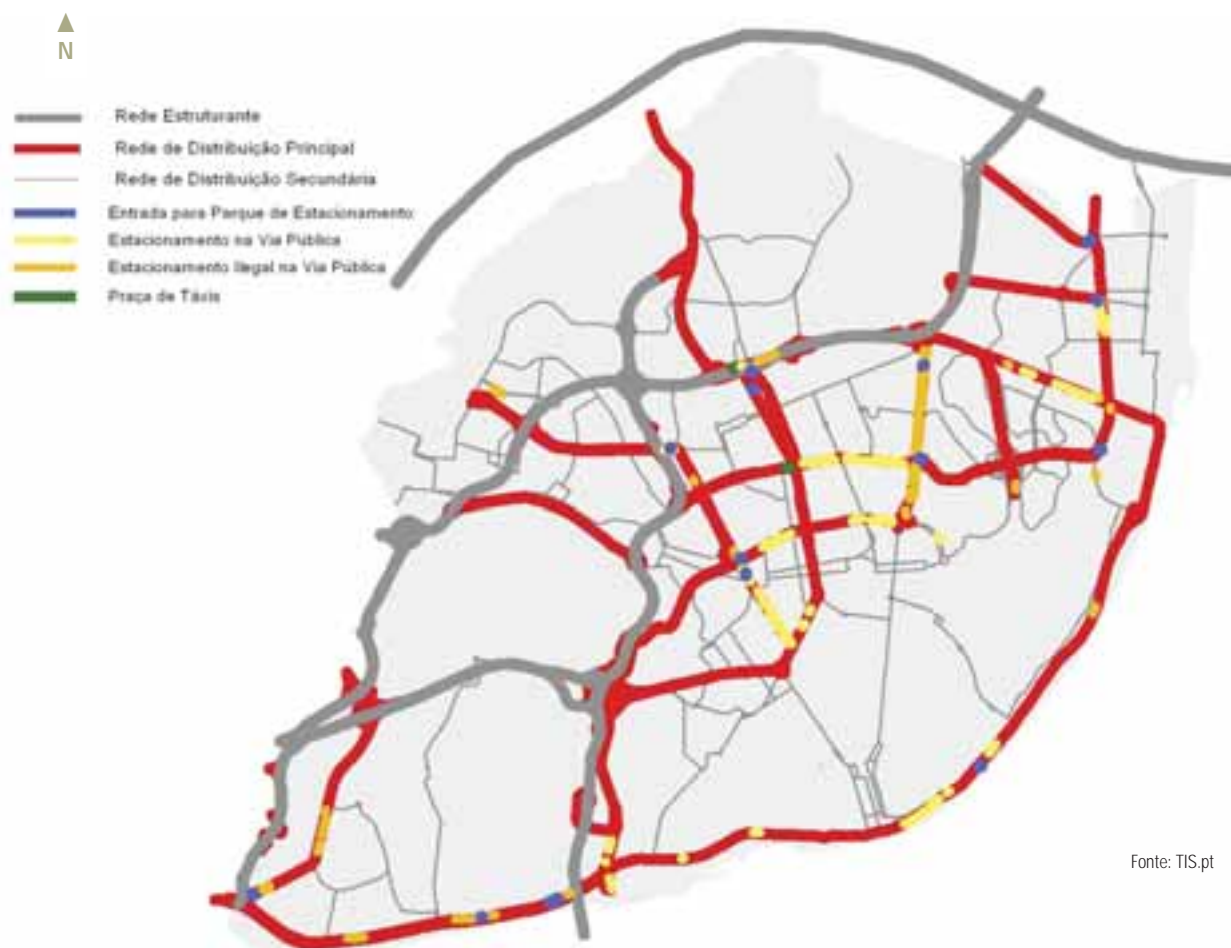 N
Rede Estruturante
Rede de Distribuição Principal
Rede de Distribuição Secundária
Entrada para Parque de Estacionamento
Estacionamento na Via Pública
Estacionamento Ilegal na Via Pública
Praça de Táxis
Fonte: TIS.pt